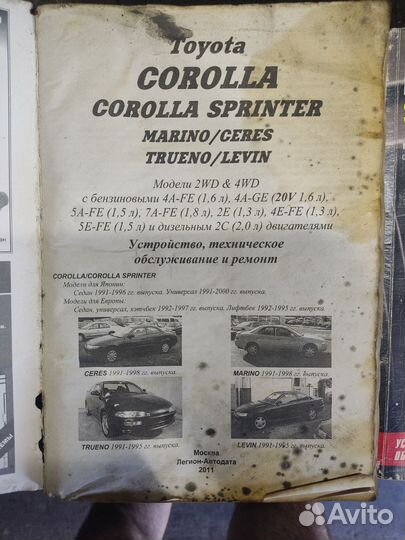 Toyota
COROLLA
COROLLA SPRINTER
MARINO/CERES
TRUENO/LEVIN
Модели 2WD & 4WD
с бензиновыми 4A-FE (1,6 л), 4A-GE (20V 1,6 л),
5A-FE (1,5 л), 7A-FE (1,8 л), 2E (1,3 л), 4E-FE (1,3 л),
5E-FE (1,5 л) и дизельным 2C (2,0 л) двигателями
Устройство, техническое
обслуживание и ремонт
COROLLA/COROLLA SPRINTER
Модели для Японии:
Седан 1991-1996 гг. выпуска. Универсал 1991-2000 гг. выпуска.
Модели для Европы:
Седан, универсал, хэтчбек 1992-1997 гг. выпуска. Лифтбек 1992-1995 гг. выпуска.
CERES 1991-1998 гг. выпуска.
MARINO 1991-1998 гг. выпуска.
TRUENO 1991-1995 гг. выпуска.
LEVIN 1991-1995 гг. выпуска.
Москва
Легион-Автодата
2011
Avito